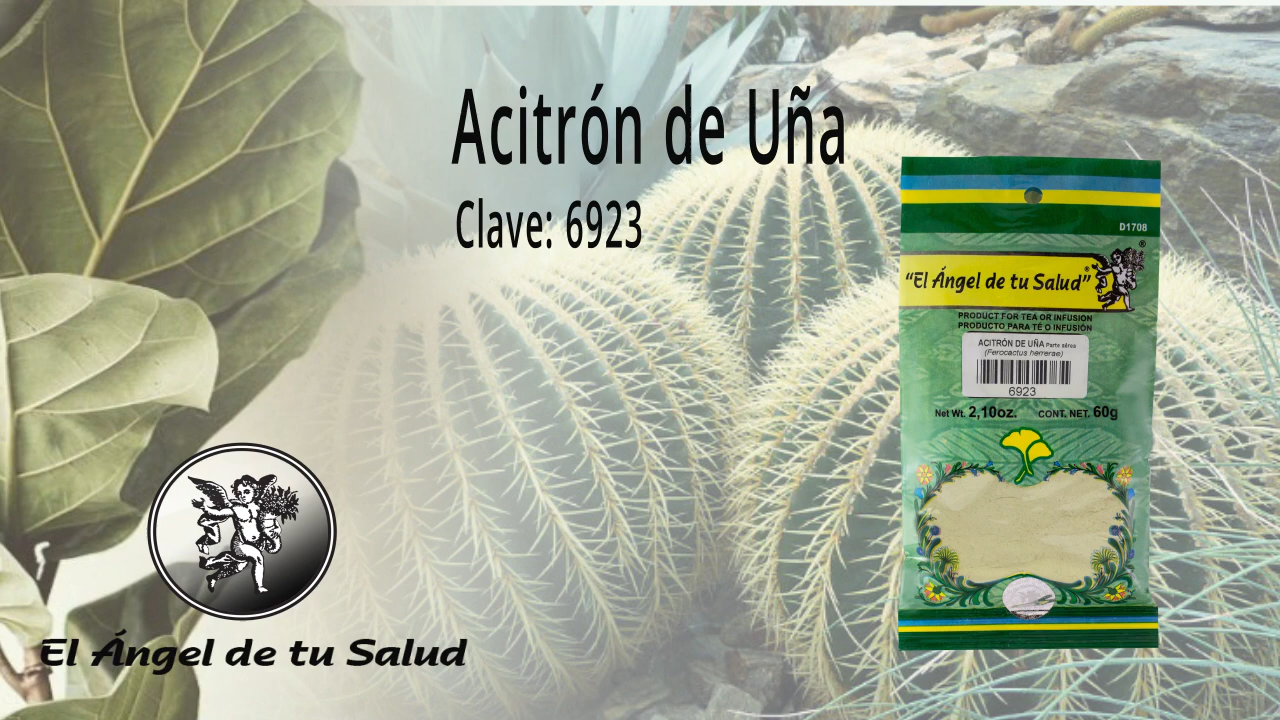 Acitrón de Uña
Clave: 6923
D1708
®
"El Ángel de tu Salud"®
PRODUCT FOR TEA OR INFUSION
PRODUCTO PARA TÉ O INFUSIÓN
ACITRÓN DE UÑA Parte aérea
(Ferocactus herrerae)
6923
Net Wt. 2,10oz. CONT. NET. 60g
El Ángel de tu Salud